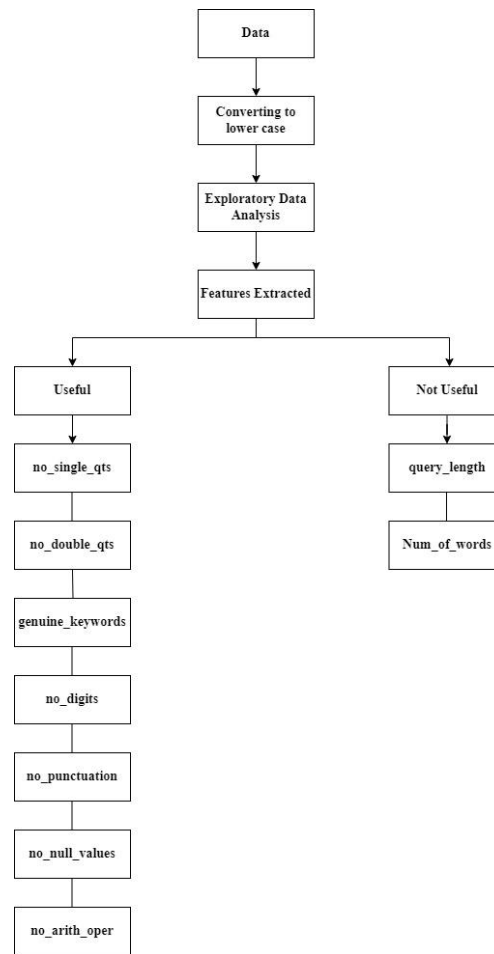 Data
Converting to
lower case
Exploratory Data
Analysis
Features Extracted
Useful
Not Useful
no_single_qts
query_length
no_double_qts
Num_of_words
genuine_keywords
no_digits
no_punctuation
no_null_values
no_arith_oper